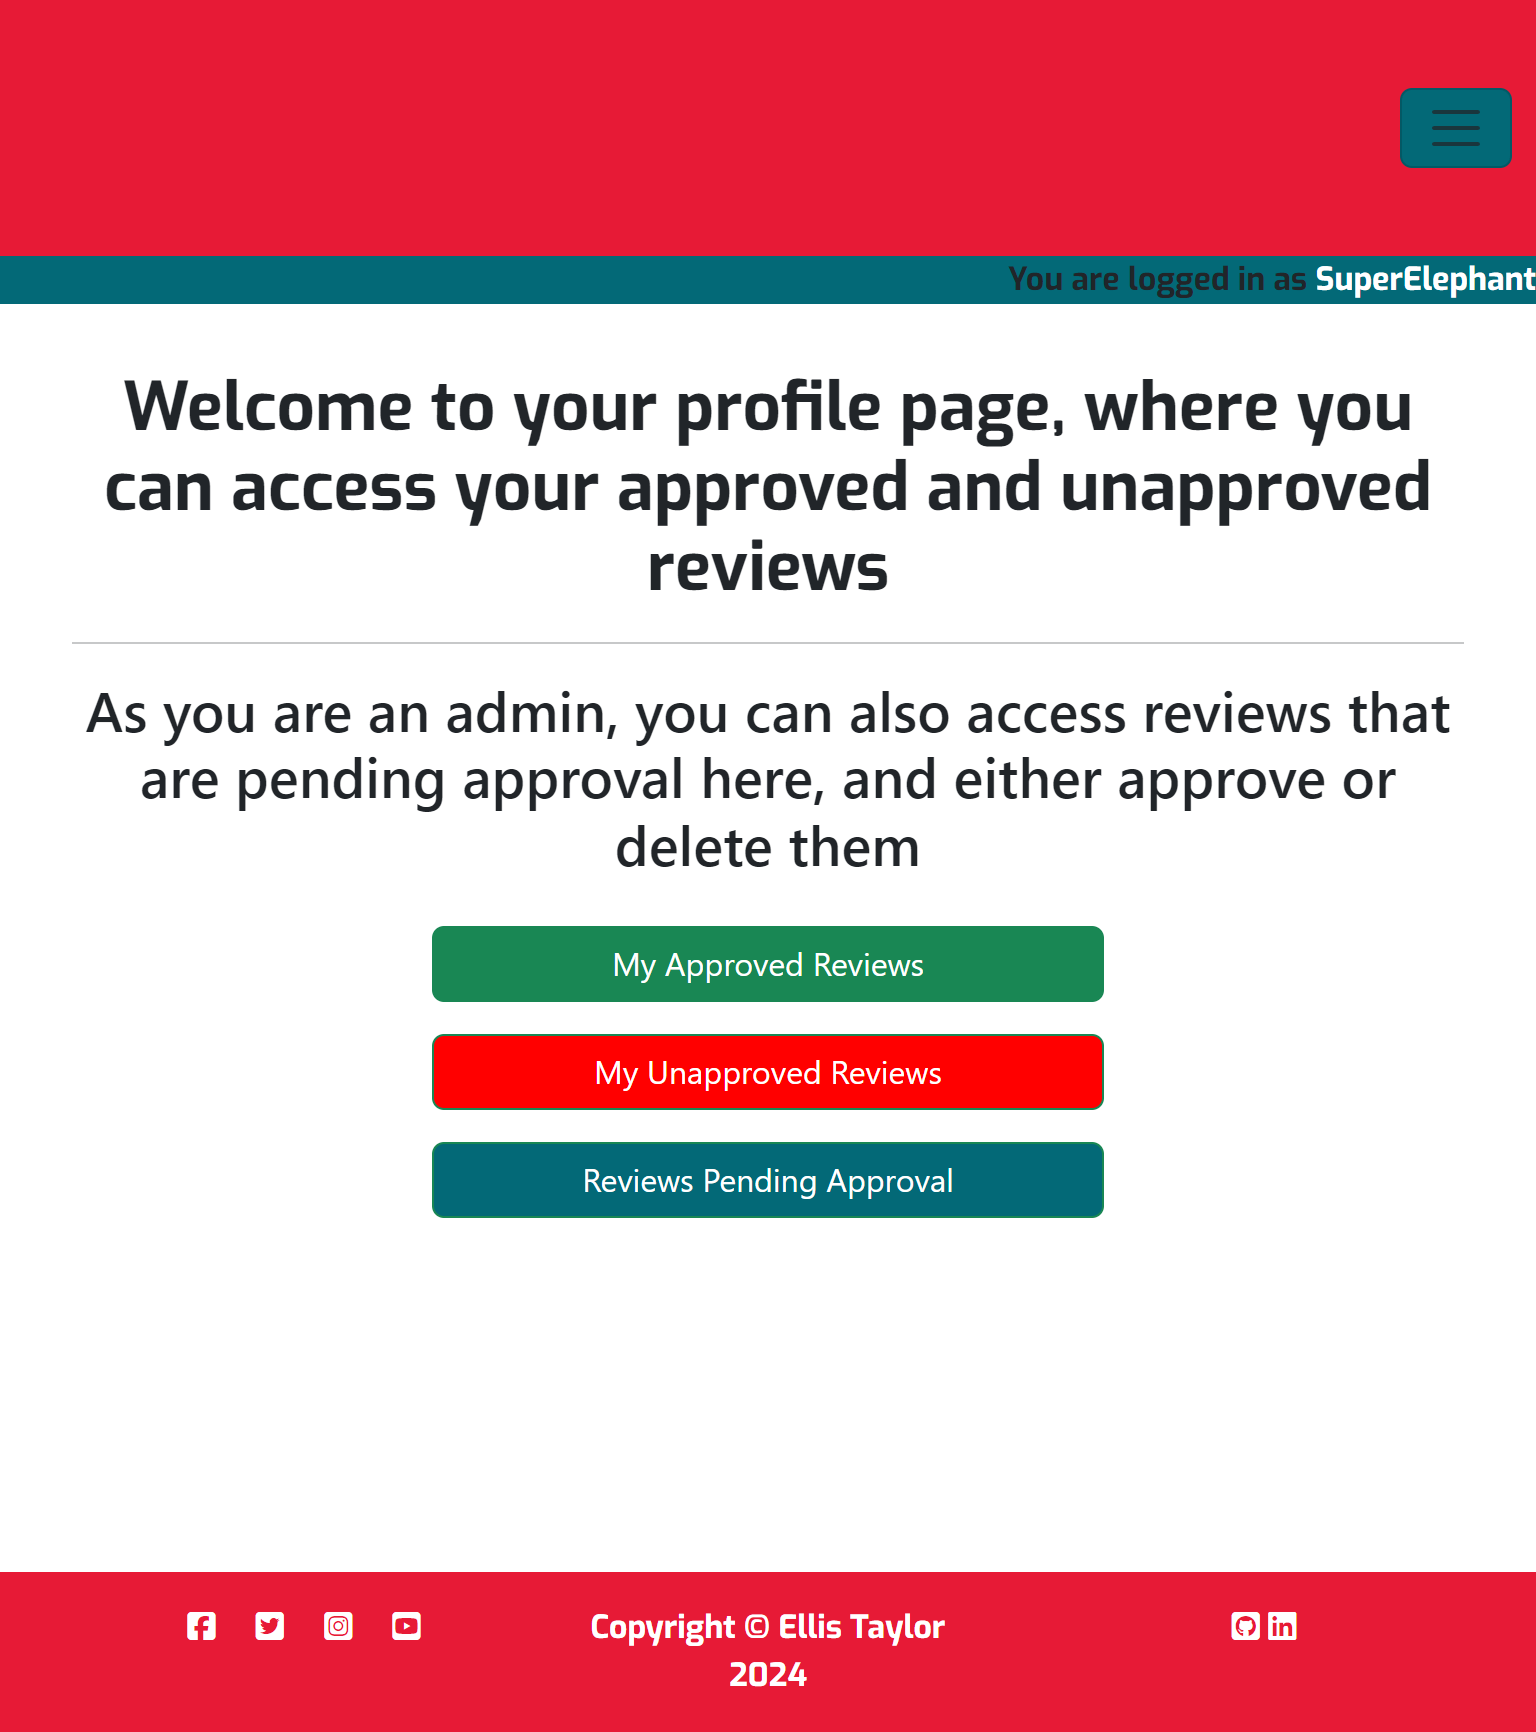 You are logged in as SuperElephant
Welcome to your profile page, where you
can access your approved and unapproved
reviews
As you are an admin, you can also access reviews that
are pending approval here, and either approve or
delete them
My Approved Reviews
My Unapproved Reviews
Reviews Pending Approval
Copyright © Ellis Taylor
2024